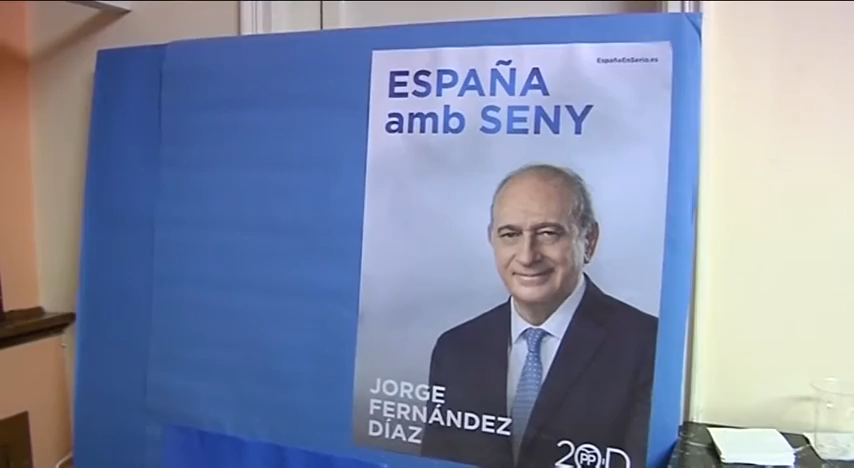 EspañaEnSerio.es
ESPAÑA
amb SENY
JORGE
FERNÁNDEZ
DÍAZ
20D
PP